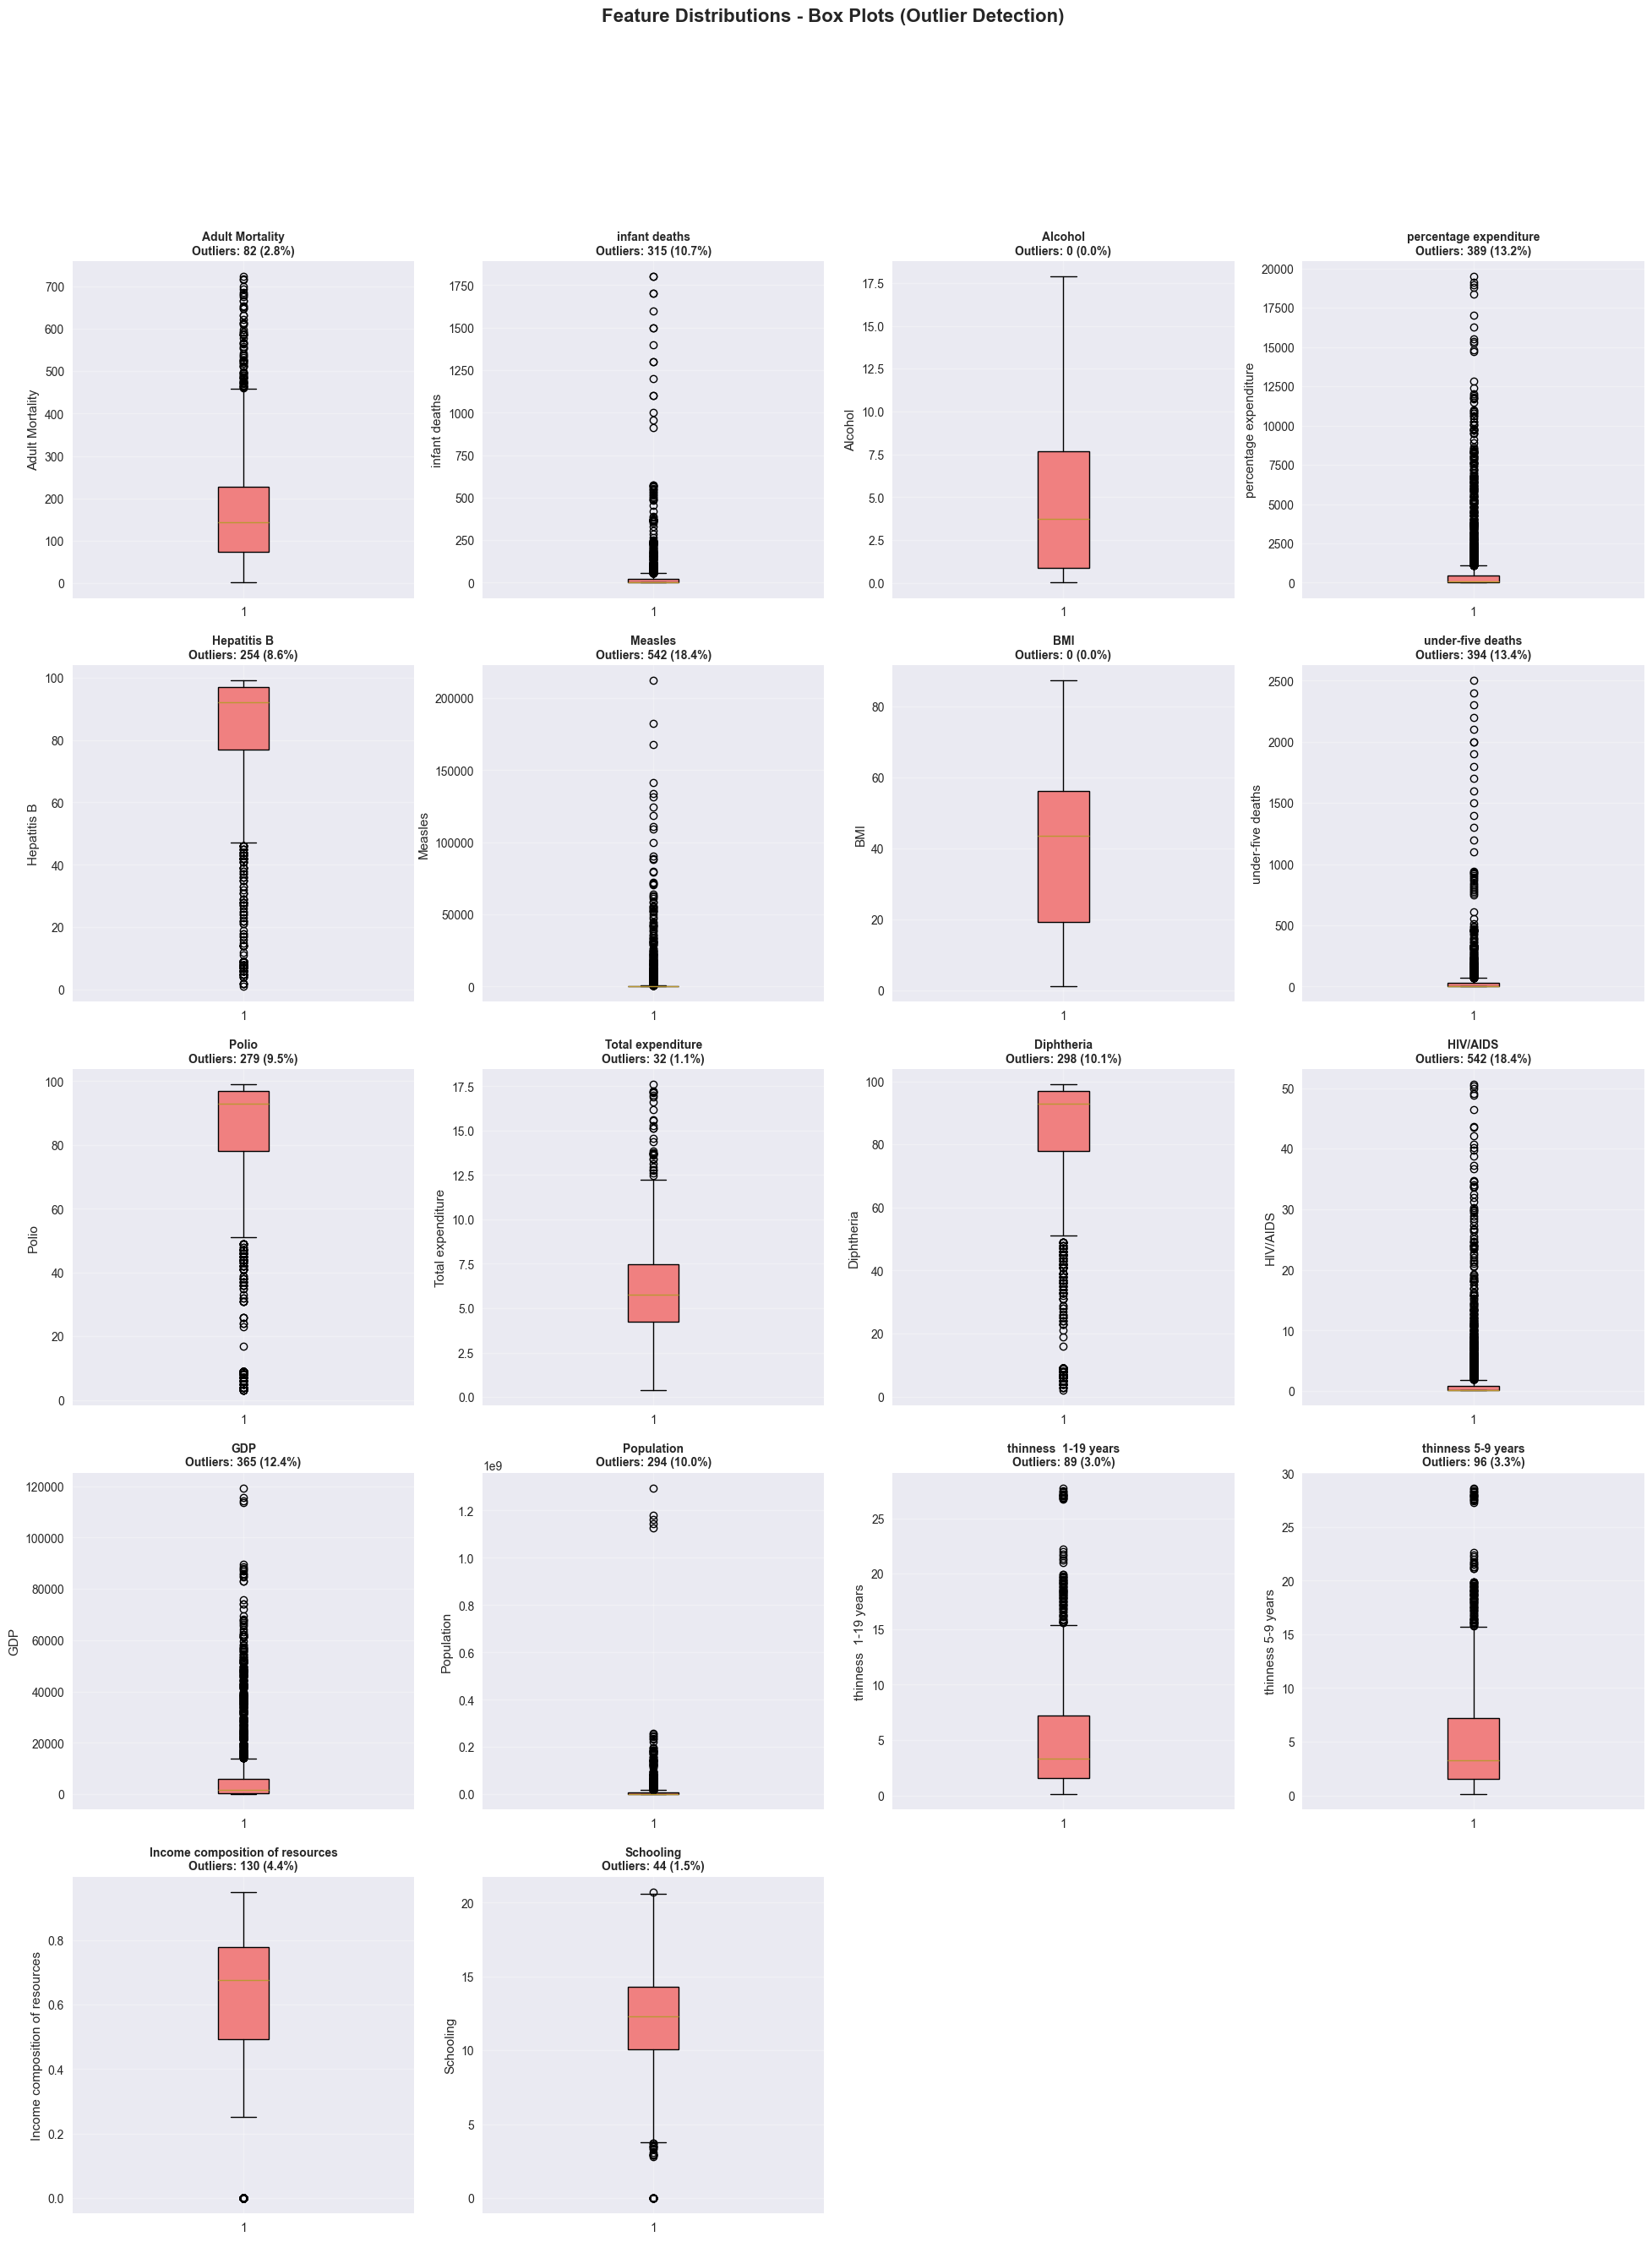 Feature Distributions - Box Plots (Outlier Detection)
Adult Mortality
Outliers: 82 (2.8%)
Adult Mortality
700
600
500
400
300
200
100
0
1
infant deaths
Outliers: 315 (10.7%)
infant deaths
1750
1500
1250
1000
750
500
250
0
1
Alcohol
Outliers: 0 (0.0%)
Alcohol
17.5
15.0
12.5
10.0
7.5
5.0
2.5
0.0
1
percentage expenditure
Outliers: 389 (13.2%)
percentage expenditure
20000
17500
15000
12500
10000
7500
5000
2500
0
1
Hepatitis B
Outliers: 254 (8.6%)
Hepatitis B
100
80
60
40
20
0
1
Measles
Outliers: 542 (18.4%)
Measles
200000
150000
100000
50000
0
1
BMI
Outliers: 0 (0.0%)
BMI
80
60
40
20
0
1
under-five deaths
Outliers: 394 (13.4%)
under-five deaths
2500
2000
1500
1000
500
0
1
Polio
Outliers: 279 (9.5%)
Polio
100
80
60
40
20
0
1
Total expenditure
Outliers: 32 (1.1%)
Total expenditure
17.5
15.0
12.5
10.0
7.5
5.0
2.5
0.0
1
Diphtheria
Outliers: 298 (10.1%)
Diphtheria
100
80
60
40
20
0
1
HIV/AIDS
Outliers: 542 (18.4%)
HIV/AIDS
50
40
30
20
10
0
1
GDP
Outliers: 365 (12.4%)
GDP
120000
100000
80000
60000
40000
20000
0
1
Population
Outliers: 294 (10.0%)
1e9
Population
1.2
1.0
0.8
0.6
0.4
0.2
0.0
1
thinness  1-19 years
Outliers: 89 (3.0%)
thinness  1-19 years
25
20
15
10
5
0
1
thinness 5-9 years
Outliers: 96 (3.3%)
thinness 5-9 years
30
25
20
15
10
5
0
1
Income composition of resources
Outliers: 130 (4.4%)
Income composition of resources
0.8
0.6
0.4
0.2
0.0
1
Schooling
Outliers: 44 (1.5%)
Schooling
20
15
10
5
0
1